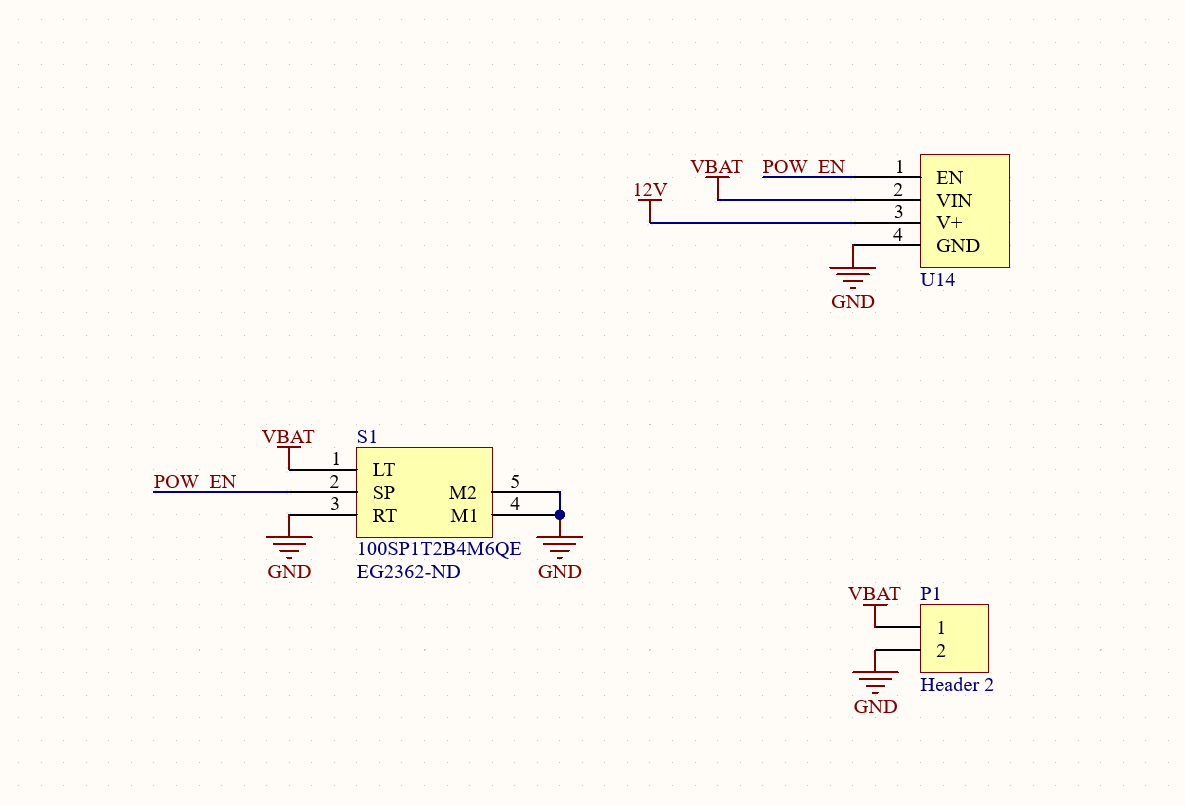 VBAT
POW_EN
12V
1
EN
2
VIN
3
V+
4
GND
U14
GND
VBAT
S1
POW_EN
1
LT
2
SP
M2
5
3
RT
M1
4
100SP1T2B4M6QE
EG2362-ND
GND
GND
VBAT
P1
1
2
Header 2
GND